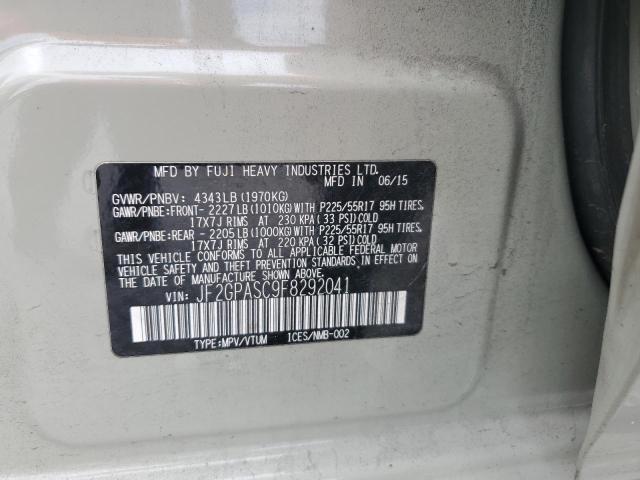 MFD BY FUJI HEAVY INDUSTRIES LTD.
MFD IN 06/15
GVWR/PNBV: 4343LB(1970KG)
GAWR/PNBE:FRONT-2227LB(1010KG)WITH P225/55R17 95H TIRES,
17X7J RIMS AT 230 KPA(33 PSI)COLD
GAWR/PNBE:REAR -2205LB(1000KG)WITH P225/55R17 95H TIRES,
17X7J RIMS AT 220 KPA(32 PSI)COLD
THIS VEHICLE CONFORMS TO ALL APPLICABLE FEDERAL MOTOR
VEHICLE SAFETY AND THEFT PREVENTION STANDARDS IN EFFECT ON
THE DATE OF MANUFACTURE SHOWN ABOVE.
VIN: JF2GPASC9F8292041
TYPE:MPV/VTUM ICES/NMB-002